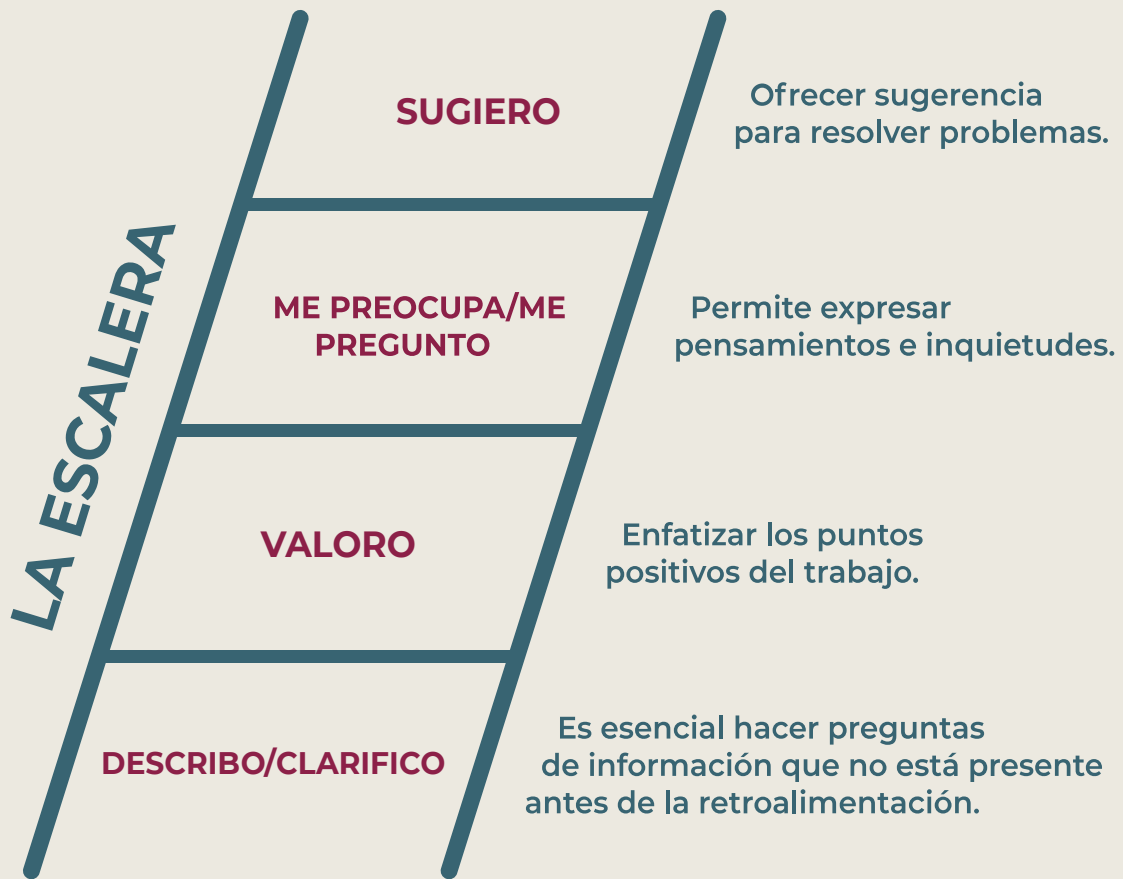 LA ESCALERA
SUGIERO
Ofrecer sugerencia
para resolver problemas.
ME PREOCUPA/ME
PREGUNTO
Permite expresar
pensamientos e inquietudes.
VALORO
Enfatizar los puntos
positivos del trabajo.
DESCRIBO/CLARIFICO
Es esencial hacer preguntas
de información que no está presente
antes de la retroalimentación.